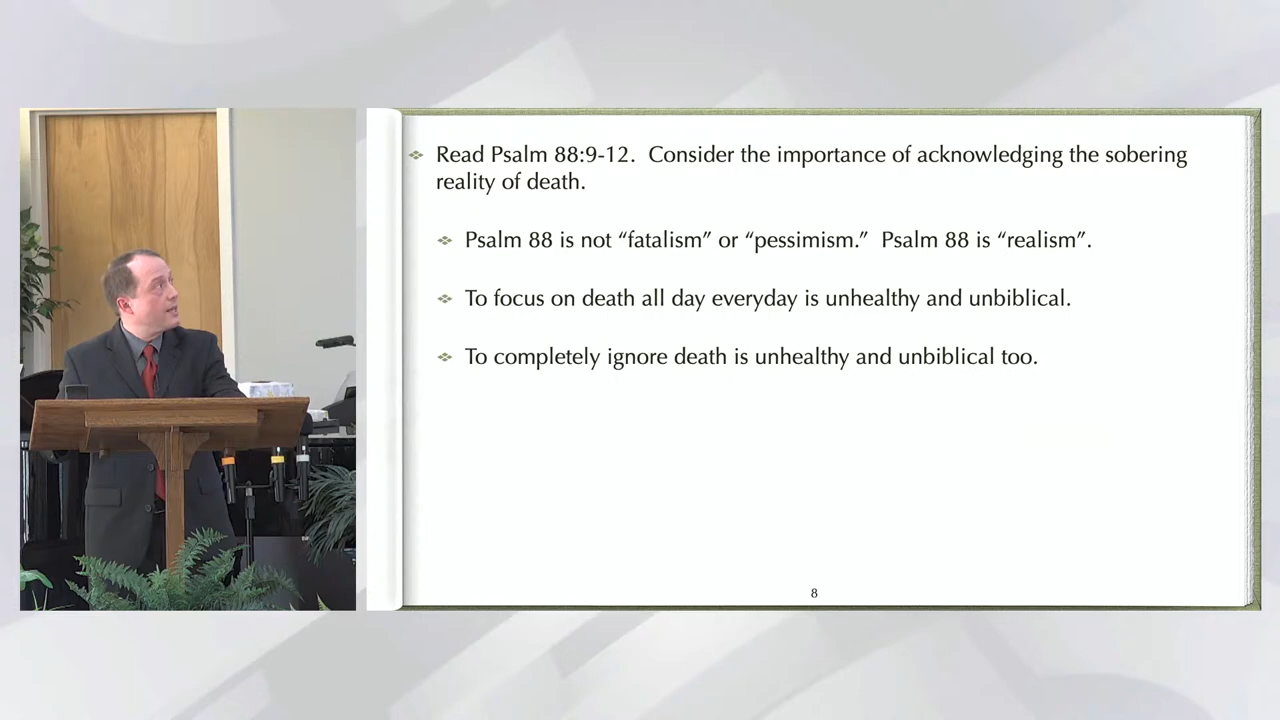 Read Psalm 88:9-12.  Consider the importance of acknowledging the sobering
reality of death.
Psalm 88 is not “fatalism” or “pessimism.”  Psalm 88 is “realism”.
To focus on death all day everyday is unhealthy and unbiblical.
To completely ignore death is unhealthy and unbiblical too.
8